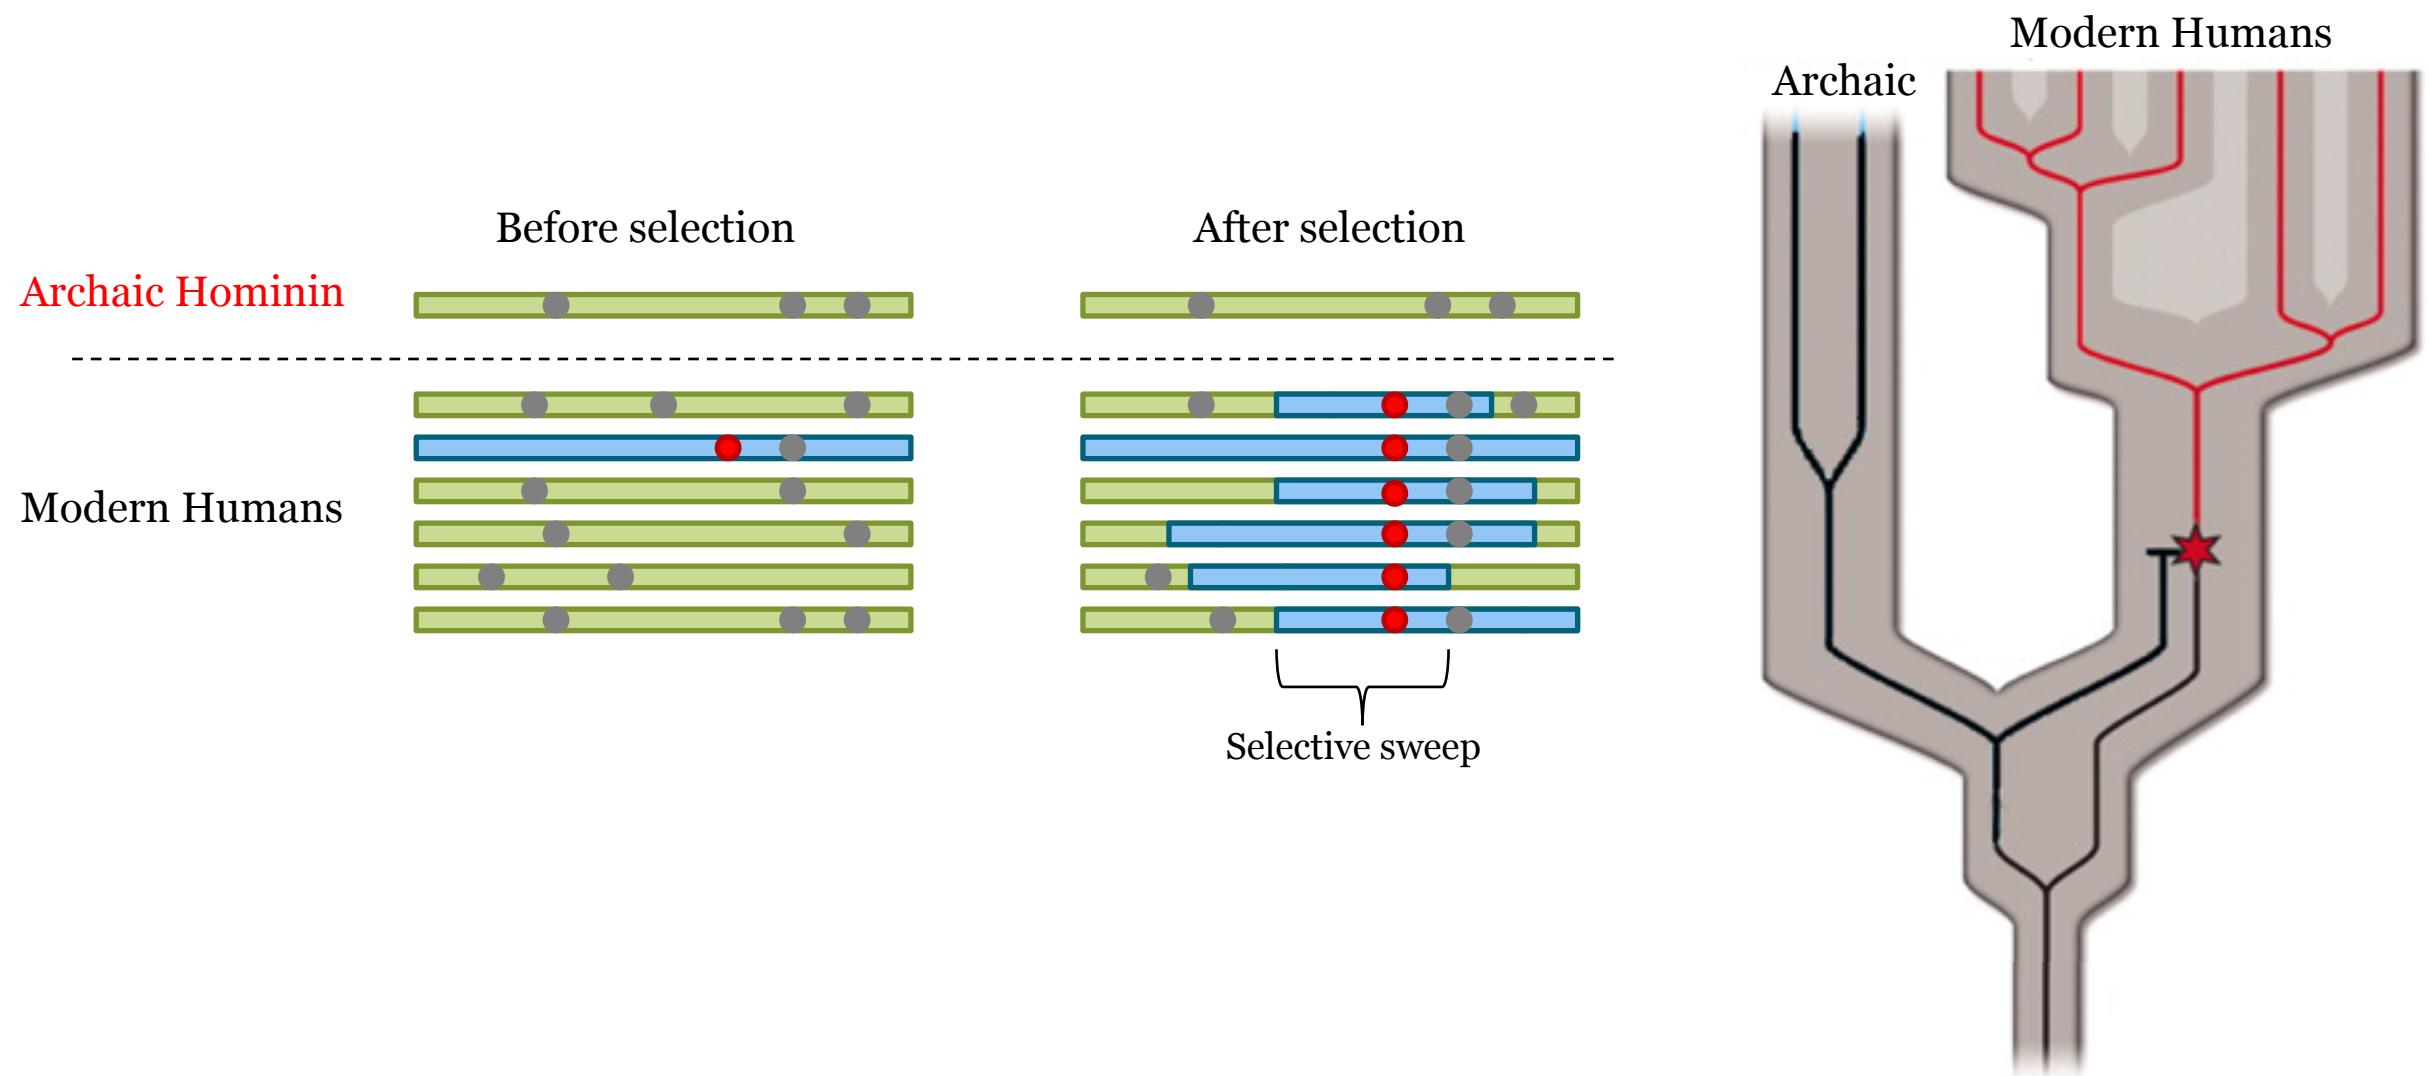 Modern Humans
Archaic
Before selection
After selection
Archaic Hominin
Modern Humans
Selective sweep